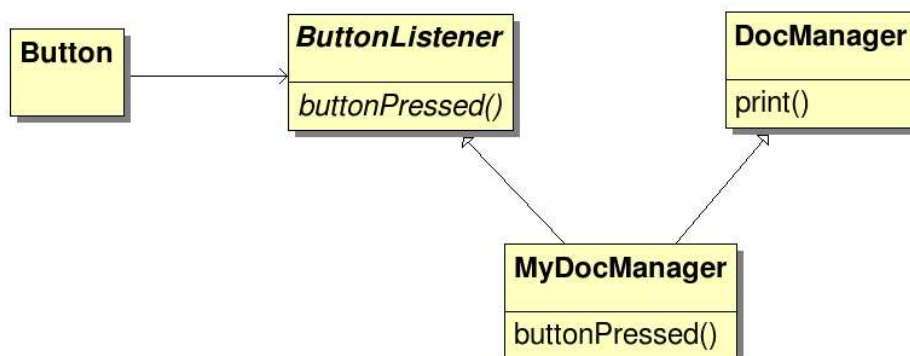 Button
ButtonListener
buttonPressed()
DocManager
print()
MyDocManager
buttonPressed()